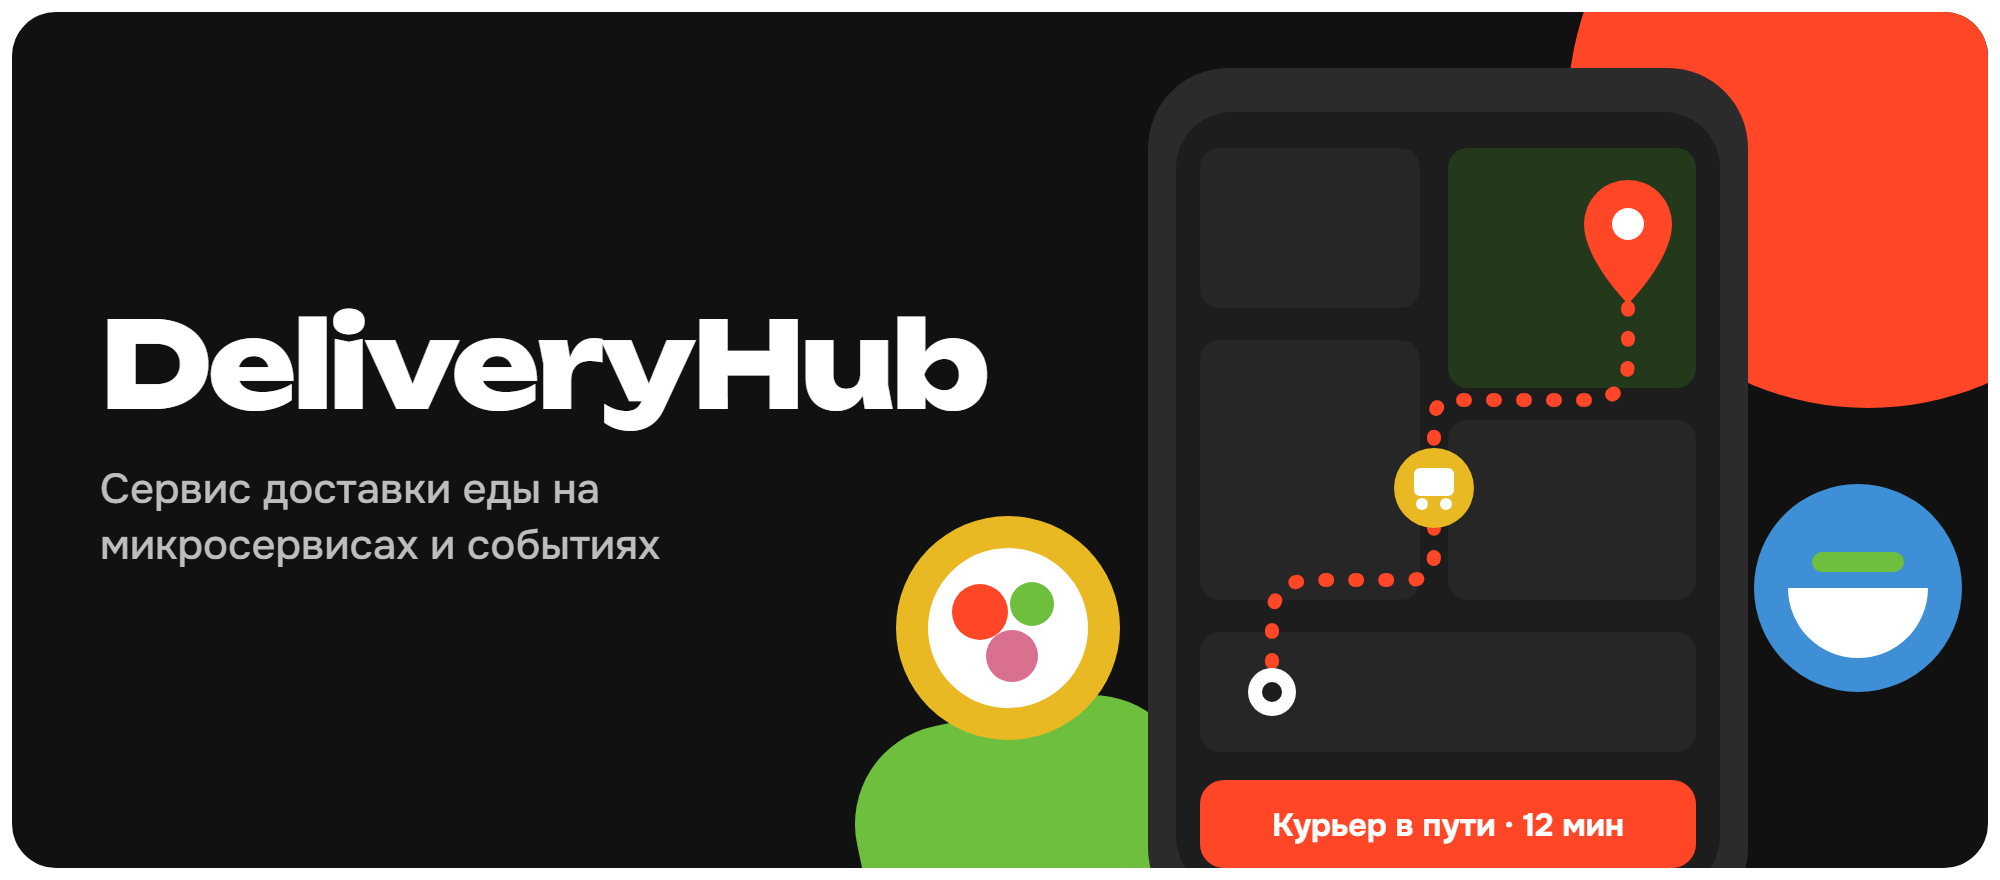 DeliveryHub
Сервис доставки еды на
микросервисах и событиях
Курьер в пути · 12 мин